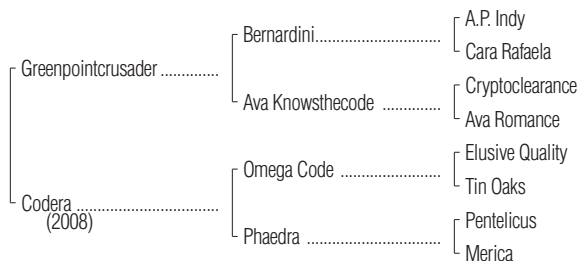 A.P. Indy
Bernardini
Cara Rafaela
Greenpointcrusader
Cryptoclearance
Ava Knowsthecode
Ava Romance
Elusive Quality
Omega Code
Tin Oaks
Codera
(2008)
Pentelicus
Phaedra
Merica